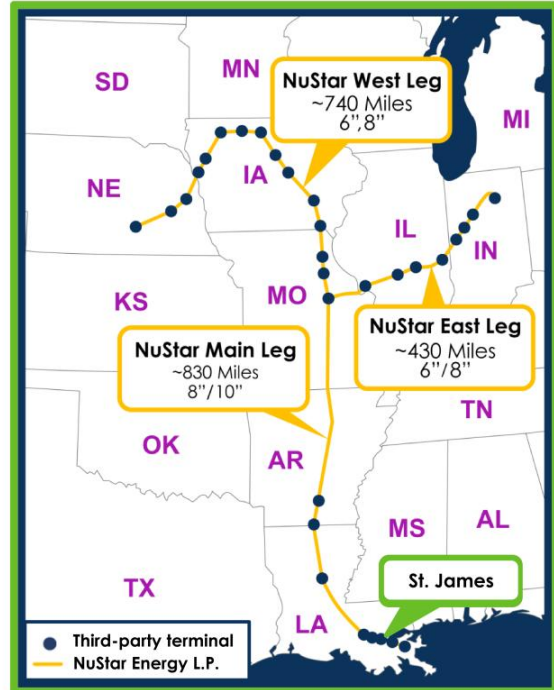 SD
MN
NuStar West Leg
~740 Miles
6”,8”
MI
NE
IA
IL
IN
KS
MO
NuStar Main Leg
~830 Miles
8”/10”
NuStar East Leg
~430 Miles
6”/8”
TN
OK
AR
MS
AL
TX
LA
St. James
Third-party terminal
NuStar Energy L.P.